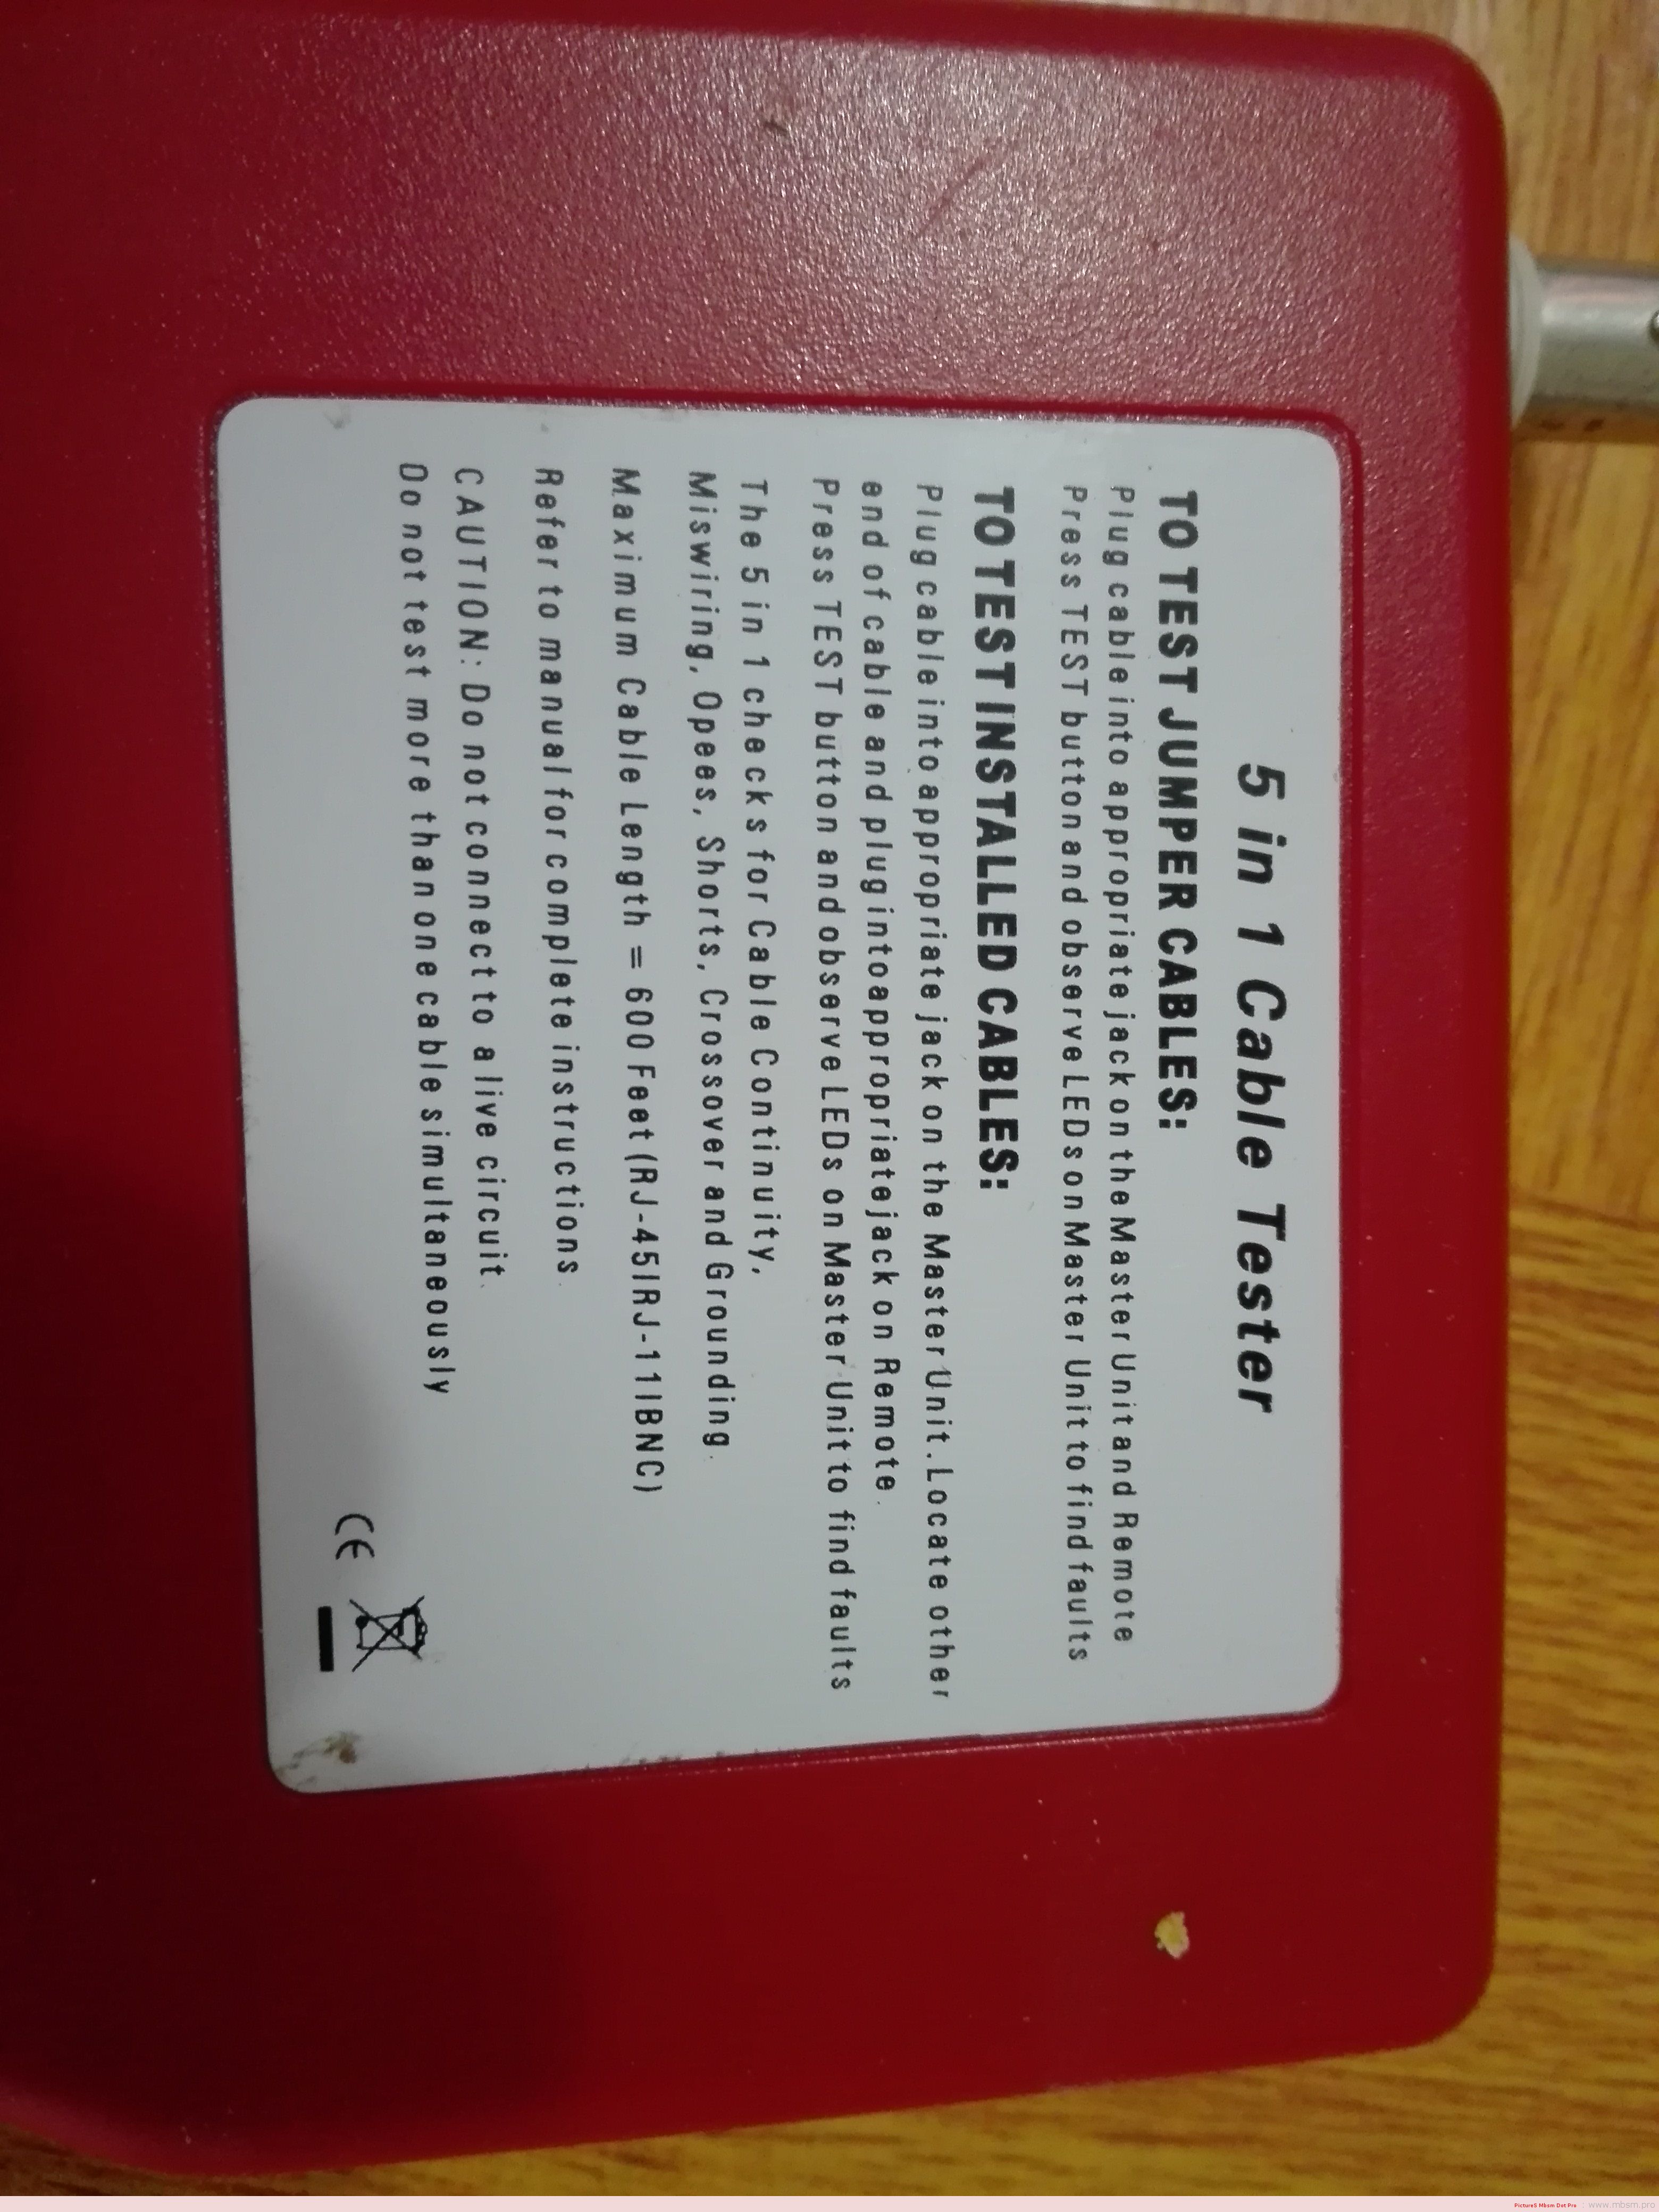 5 in 1 Cable Tester
TO TEST JUMPER CABLES:
Plug cable into appropriate jack on the Master Unit and Remote
Press TEST button and observe LEDs on Master Unit to find faults
TO TEST INSTALLED CABLES:
Plug cable into appropriate jack on the Master Unit. Locate other
end of cable and plug into appropriate jack on Remote.
Press TEST button and observe LEDs on Master Unit to find faults
The 5 in 1 checks for Cable Continuity,
Miswiring, Opees, Shorts, Crossover and Grounding.
Maximum Cable Length = 600 Feet (RJ-45IRJ-11IBNC)
Refer to manual for complete instructions.
CAUTION: Do not connect to a live circuit.
Do not test more than one cable simultaneously
CE
PictureS Mbsm Dot Pro : www.mbsm.pro